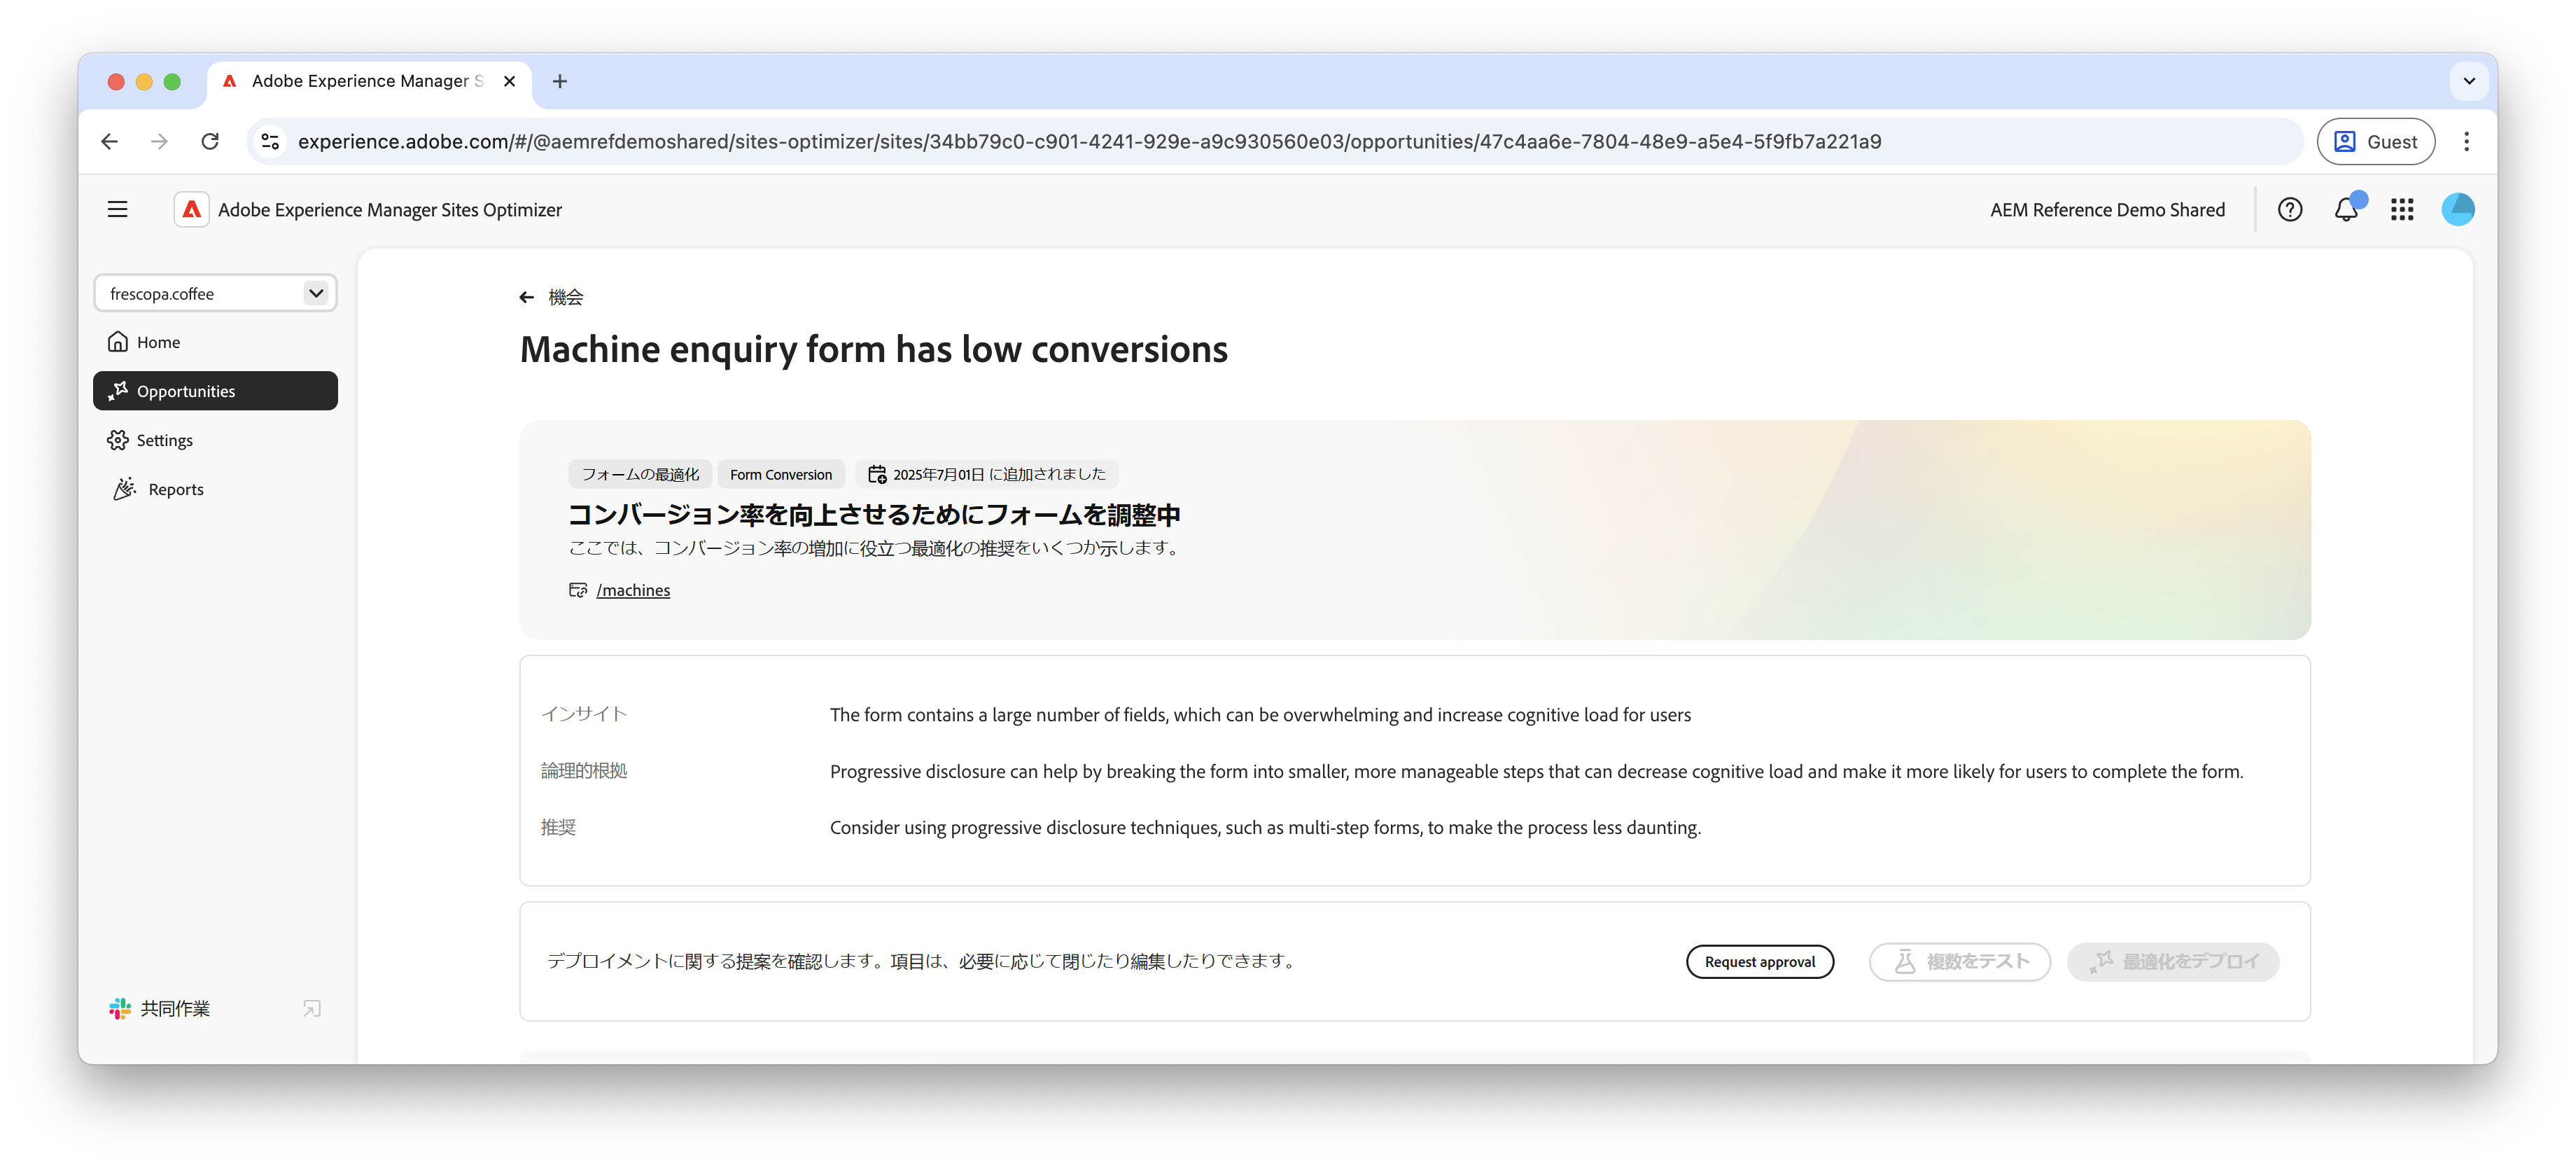 Adobe Experience Manager S
experience.adobe.com/#/@aemrefdemoshared/sites-optimizer/sites/34bb79c0-c901-4241-929e-a9c930560e03/opportunities/47c4aa6e-7804-48e9-a5e4-5f9fb7a221a9
Guest
Adobe Experience Manager Sites Optimizer
AEM Reference Demo Shared
frescopa.coffee
Home
Opportunities
Settings
Reports
共同作業
機会
Machine enquiry form has low conversions
フォームの最適化 Form Conversion 2025年7月01日 に追加されました
コンバージョン率を向上させるためにフォームを調整中
ここでは、コンバージョン率の増加に役立つ最適化の推奨をいくつか示します。
/machines
インサイト The form contains a large number of fields, which can be overwhelming and increase cognitive load for users
論理的根拠 Progressive disclosure can help by breaking the form into smaller, more manageable steps that can decrease cognitive load and make it more likely for users to complete the form.
推奨 Consider using progressive disclosure techniques, such as multi-step forms, to make the process less daunting.
デプロイメントに関する提案を確認します。項目は、必要に応じて閉じたり編集したりできます。 Request approval 複数をテスト 最適化をデプロイ